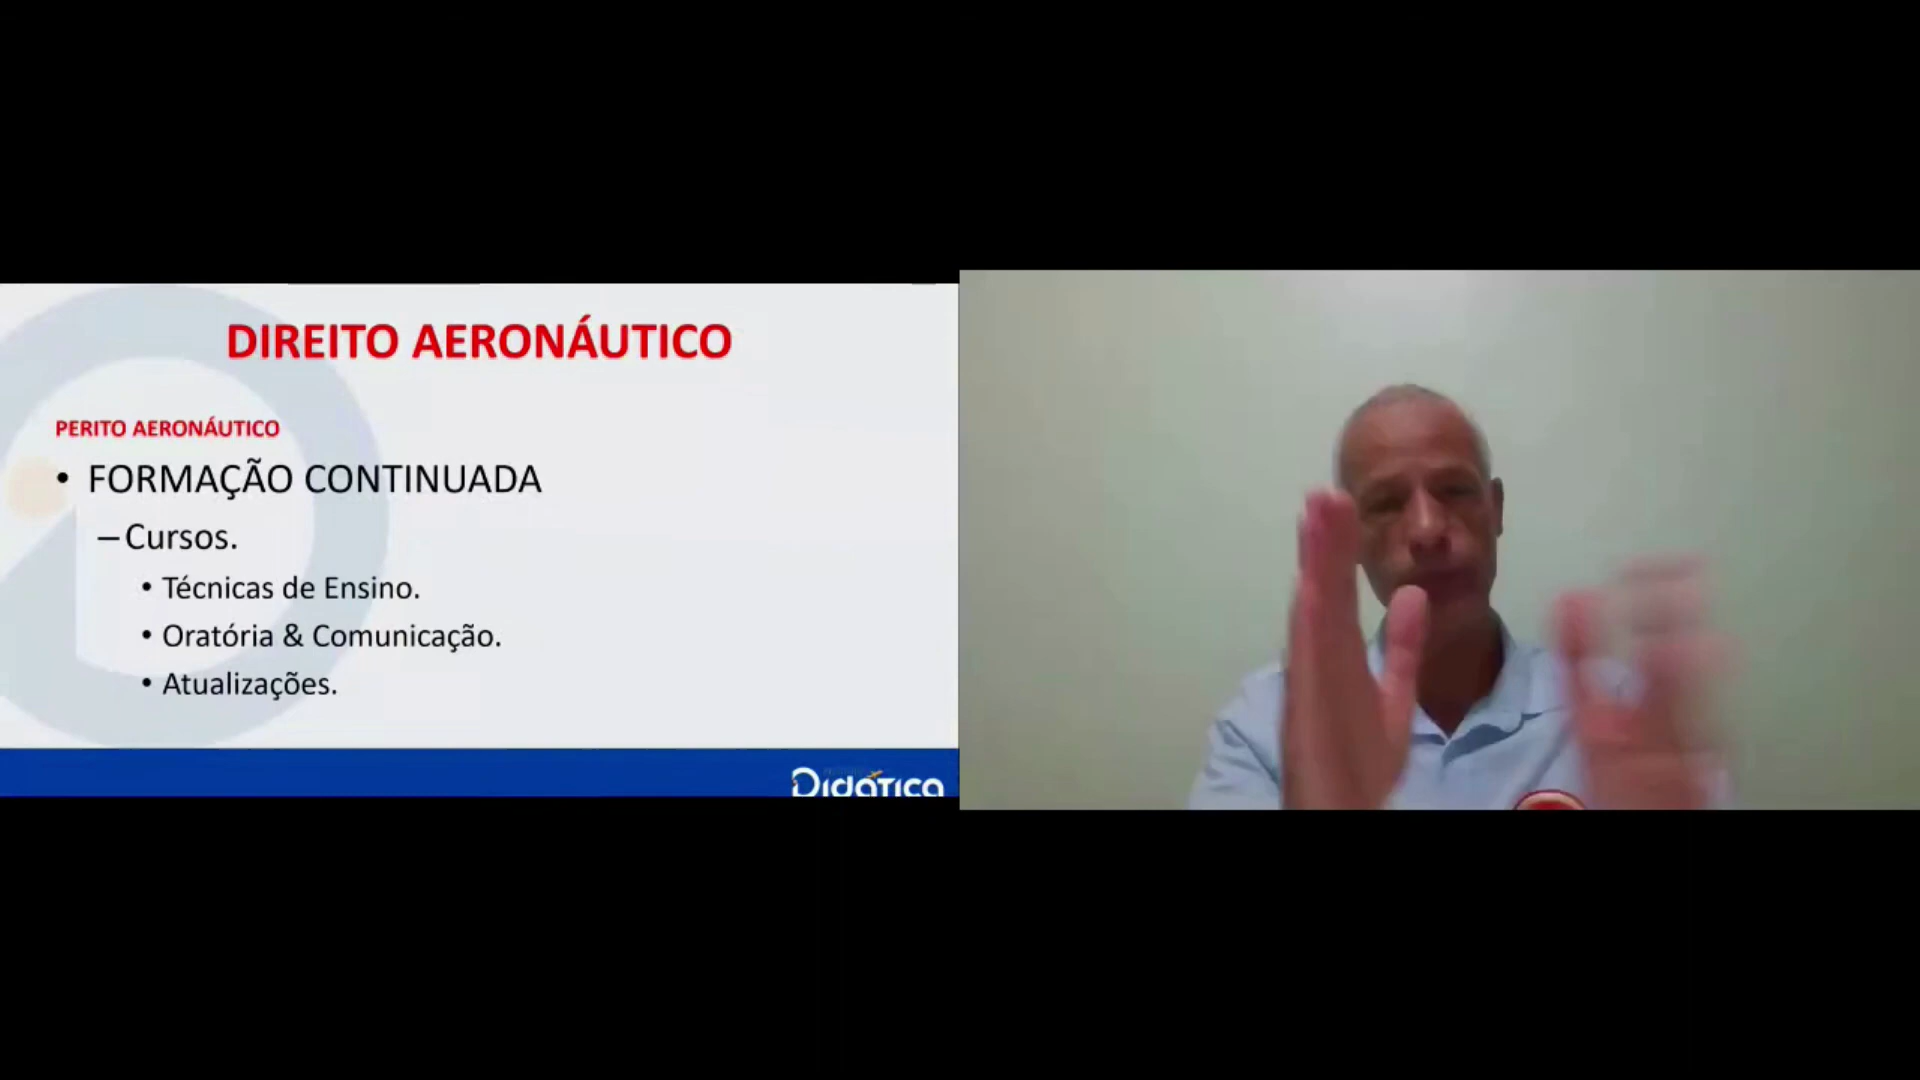 DIREITO AERONÁUTICO
PERITO AERONÁUTICO
• FORMAÇÃO CONTINUADA
– Cursos.
• Técnicas de Ensino.
• Oratória & Comunicação.
• Atualizações.
Didática